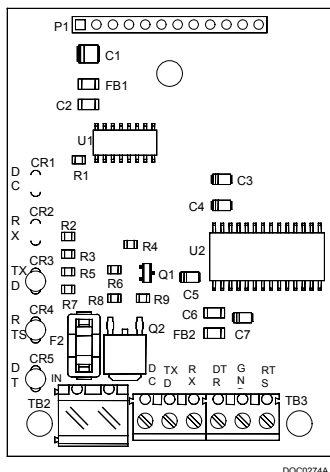 P1
C1
FB1
C2
U1
R1
CR1
D
C
CR2
R
X
C3
C4
U2
R2
R3
R4
CR3
TX
D
R5
R6
Q1
C5
R7
R8
R9
CR4
R
TS
F2
Q2
C6
FB2
C7
CR5
D
T
IN
D
C
TX
D
R
X
DT
R
G
N
RT
S
TB2
TB3
DOC0274A